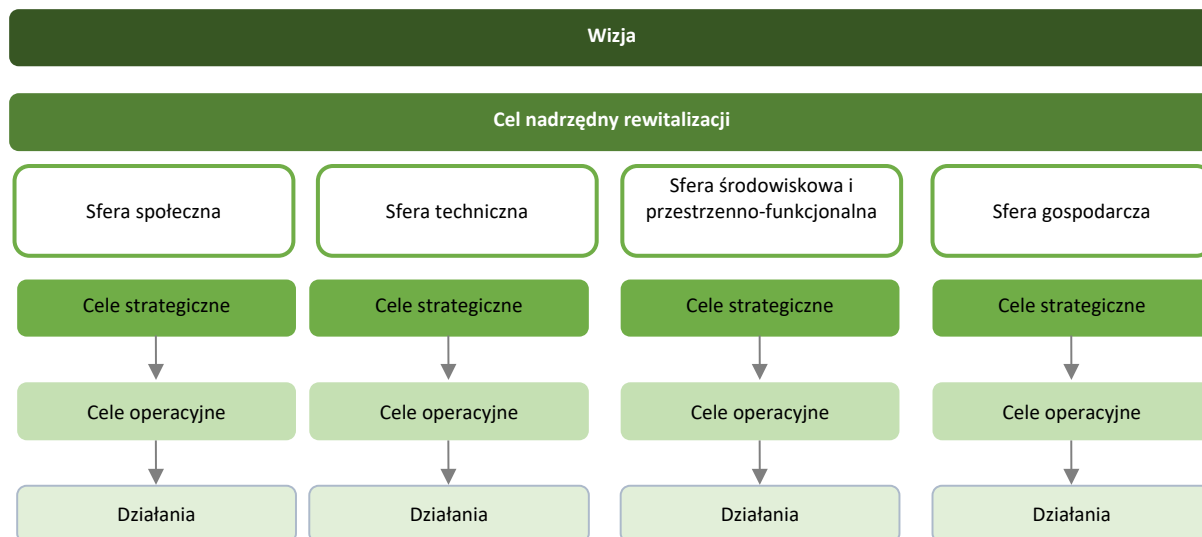 Wizja
Cel nadrzędny rewitalizacji
Sfera społeczna
Sfera techniczna
Sfera środowiskowa i
przestrzenno-funkcjonalna
Sfera gospodarcza
Cele strategiczne
Cele strategiczne
Cele strategiczne
Cele strategiczne
Cele operacyjne
Cele operacyjne
Cele operacyjne
Cele operacyjne
Działania
Działania
Działania
Działania